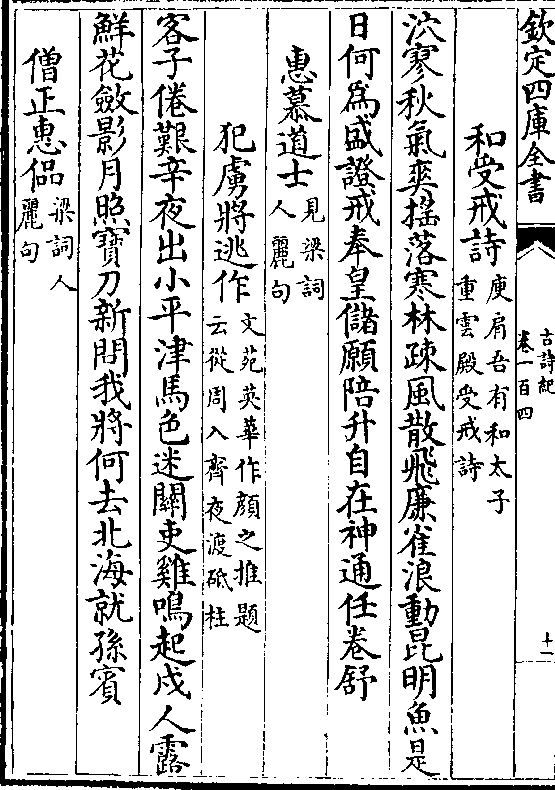 欽定四庫全書
古詩紀
卷一百四
十一
和受戒詩
庾肩吾有和太子
重雲殿受戒詩
泬寥秋氣爽搖落寒林疎風散飛廉雀浪動昆明魚是
日何為盛證戒奉皇儲願陪升自在神通任卷舒
惠慕道士
見梁詞
人麗句
犯虜將逃作
文苑英華作顔之推題
云從周入齊夜渡砥柱
客子倦艱辛夜出小平津馬色迷關吏雞鳴起戍人露
鮮花斂影月照寶刀新問我將何去北海就孫賓
僧正惠偘
梁詞人
麗句